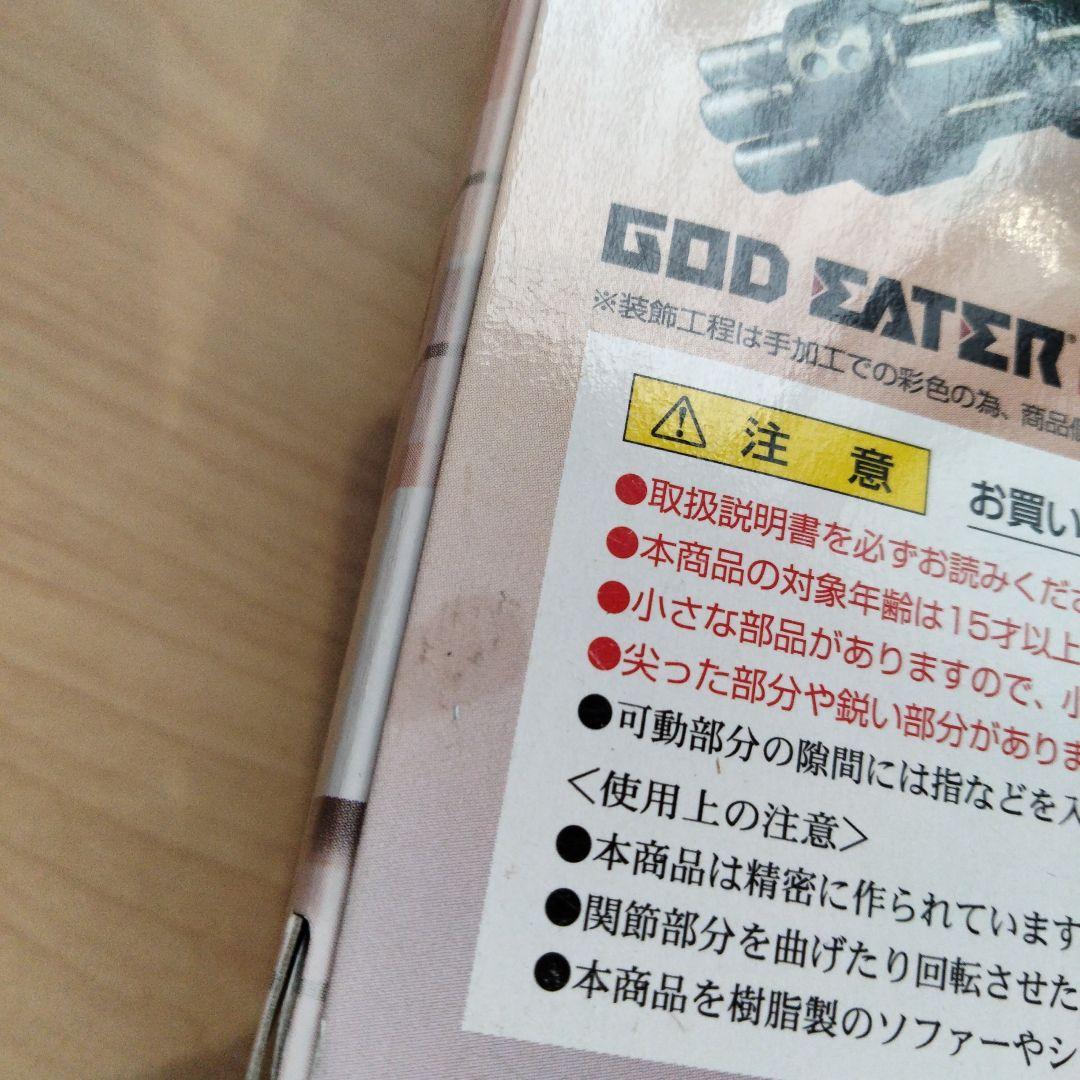 GOD EATER
※装飾工程は手加工での彩色の為、商品個
注意
お買い
●取扱説明書を必ずお読みくださ
●本商品の対象年齢は15才以上
●小さな部品がありますので、小
●尖った部分や鋭い部分がありま
●可動部分の隙間には指などを入
＜使用上の注意＞
●本商品は精密に作られています
●関節部分を曲げたり回転させた
●本商品を樹脂製のソファーやシ